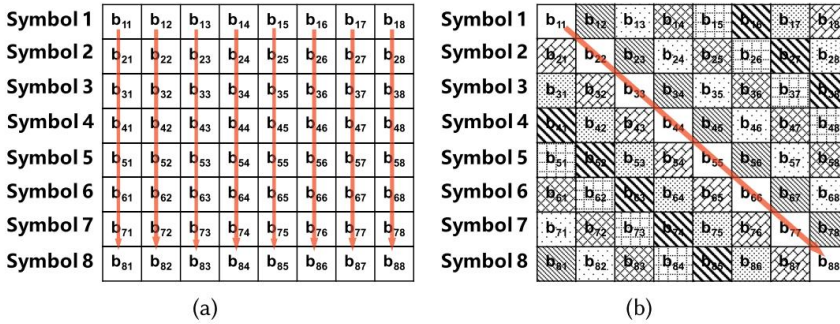 Symbol 1 b11 b12 b13 b14 b15 b16 b17 b18
Symbol 2 b21 b22 b23 b24 b25 b26 b27 b28
Symbol 3 b31 b32 b33 b34 b35 b36 b37 b38
Symbol 4 b41 b42 b43 b44 b45 b46 b47 b48
Symbol 5 b51 b52 b53 b54 b55 b56 b57 b58
Symbol 6 b61 b62 b63 b64 b65 b66 b67 b68
Symbol 7 b71 b72 b73 b74 b75 b76 b77 b78
Symbol 8 b81 b82 b83 b84 b85 b86 b87 b88
(a)
Symbol 1 b11 b12 b13 b14 b15 b16 b17 b18
Symbol 2 b21 b22 b23 b24 b25 b26 b27 b28
Symbol 3 b31 b32 b33 b34 b35 b36 b37 b38
Symbol 4 b41 b42 b43 b44 b45 b46 b47 b48
Symbol 5 b51 b52 b53 b54 b55 b56 b57 b58
Symbol 6 b61 b62 b63 b64 b65 b66 b67 b68
Symbol 7 b71 b72 b73 b74 b75 b76 b77 b78
Symbol 8 b81 b82 b83 b84 b85 b86 b87 b88
(b)